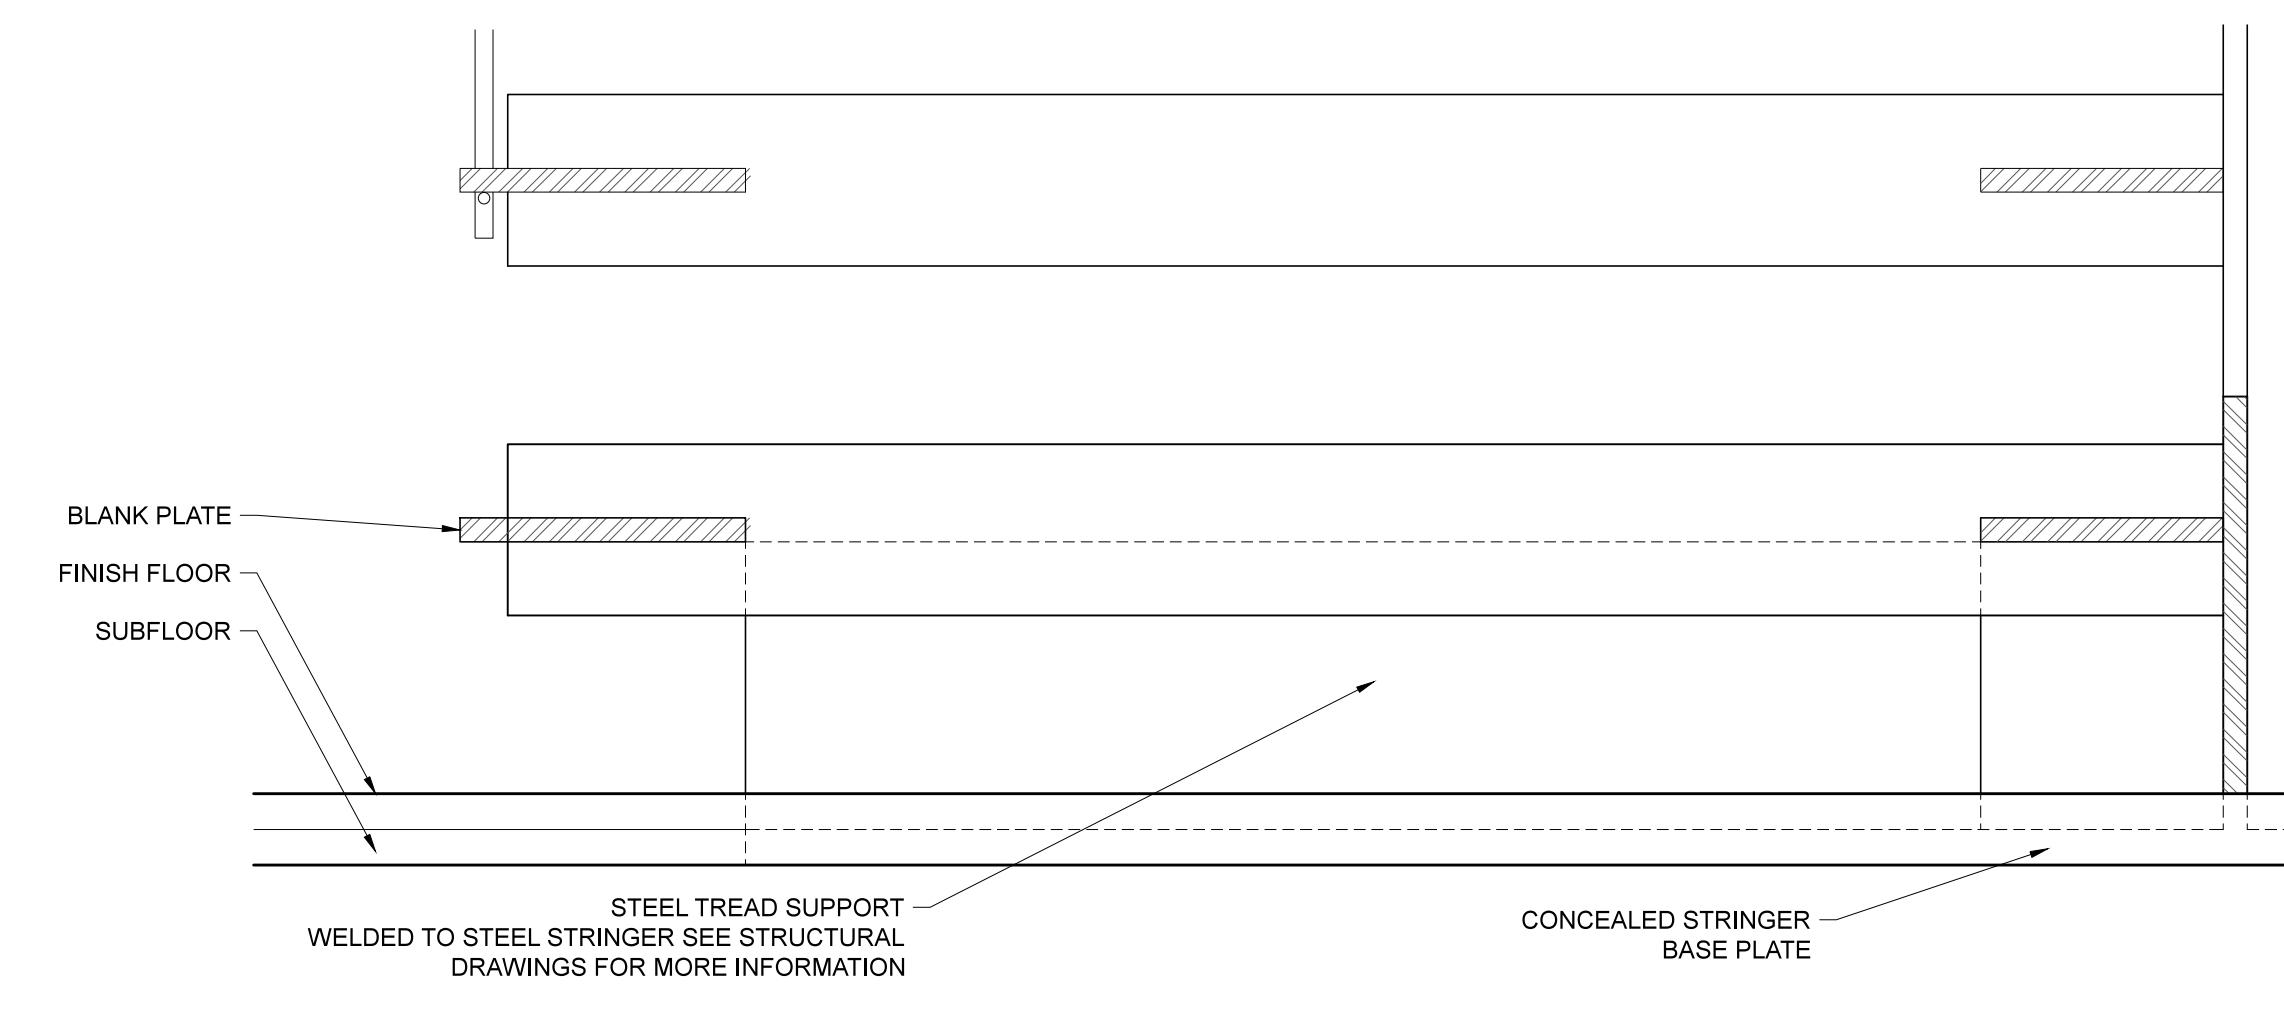 BLANK PLATE
FINISH FLOOR
SUBFLOOR
STEEL TREAD SUPPORT
WELDED TO STEEL STRINGER SEE STRUCTURAL
DRAWINGS FOR MORE INFORMATION
CONCEALED STRINGER
BASE PLATE